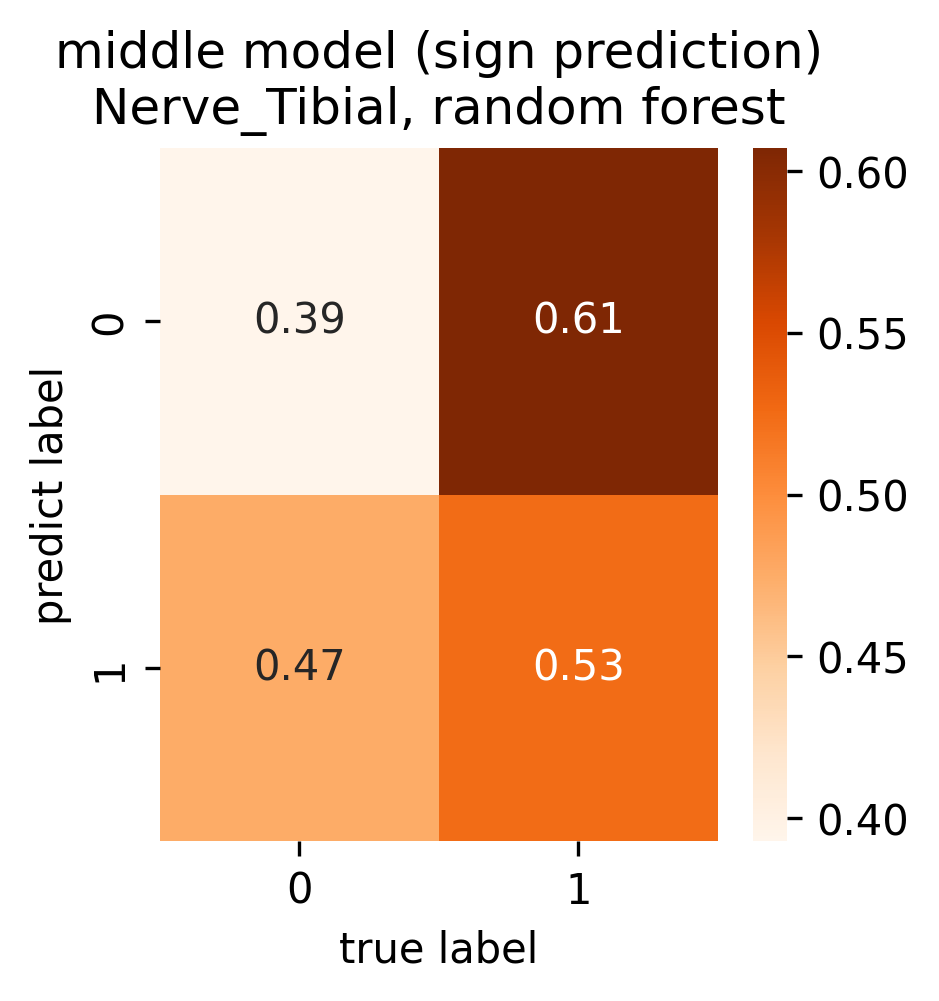 middle model (sign prediction)
Nerve_Tibial, random forest
0.60
0.39 0.61
0
0.55
predict label
0.50
0.45
0.47 0.53
1
0.40
0 1
true label